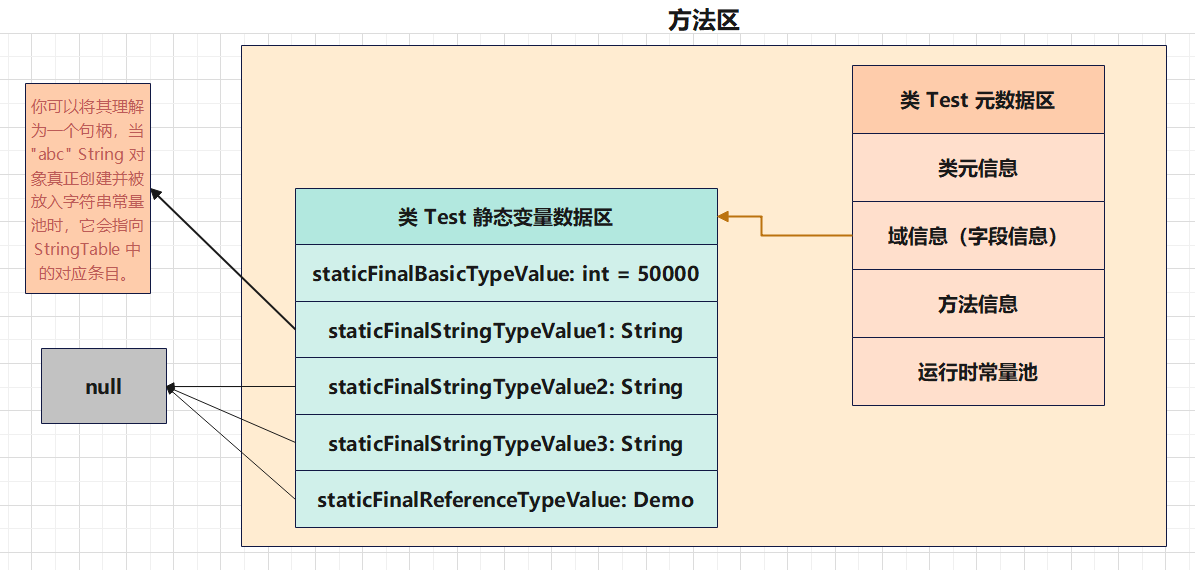 方法区
你可以将其理解
为一个句柄，当
"abc" String 对
象真正创建并被
放入字符串常量
池时，它会指向
StringTable 中
的对应条目。
null
类 Test 静态变量数据区
staticFinalBasicTypeValue: int = 50000
staticFinalStringTypeValue1: String
staticFinalStringTypeValue2: String
staticFinalStringTypeValue3: String
staticFinalReferenceTypeValue: Demo
类 Test 元数据区
类元信息
域信息（字段信息）
方法信息
运行时常量池